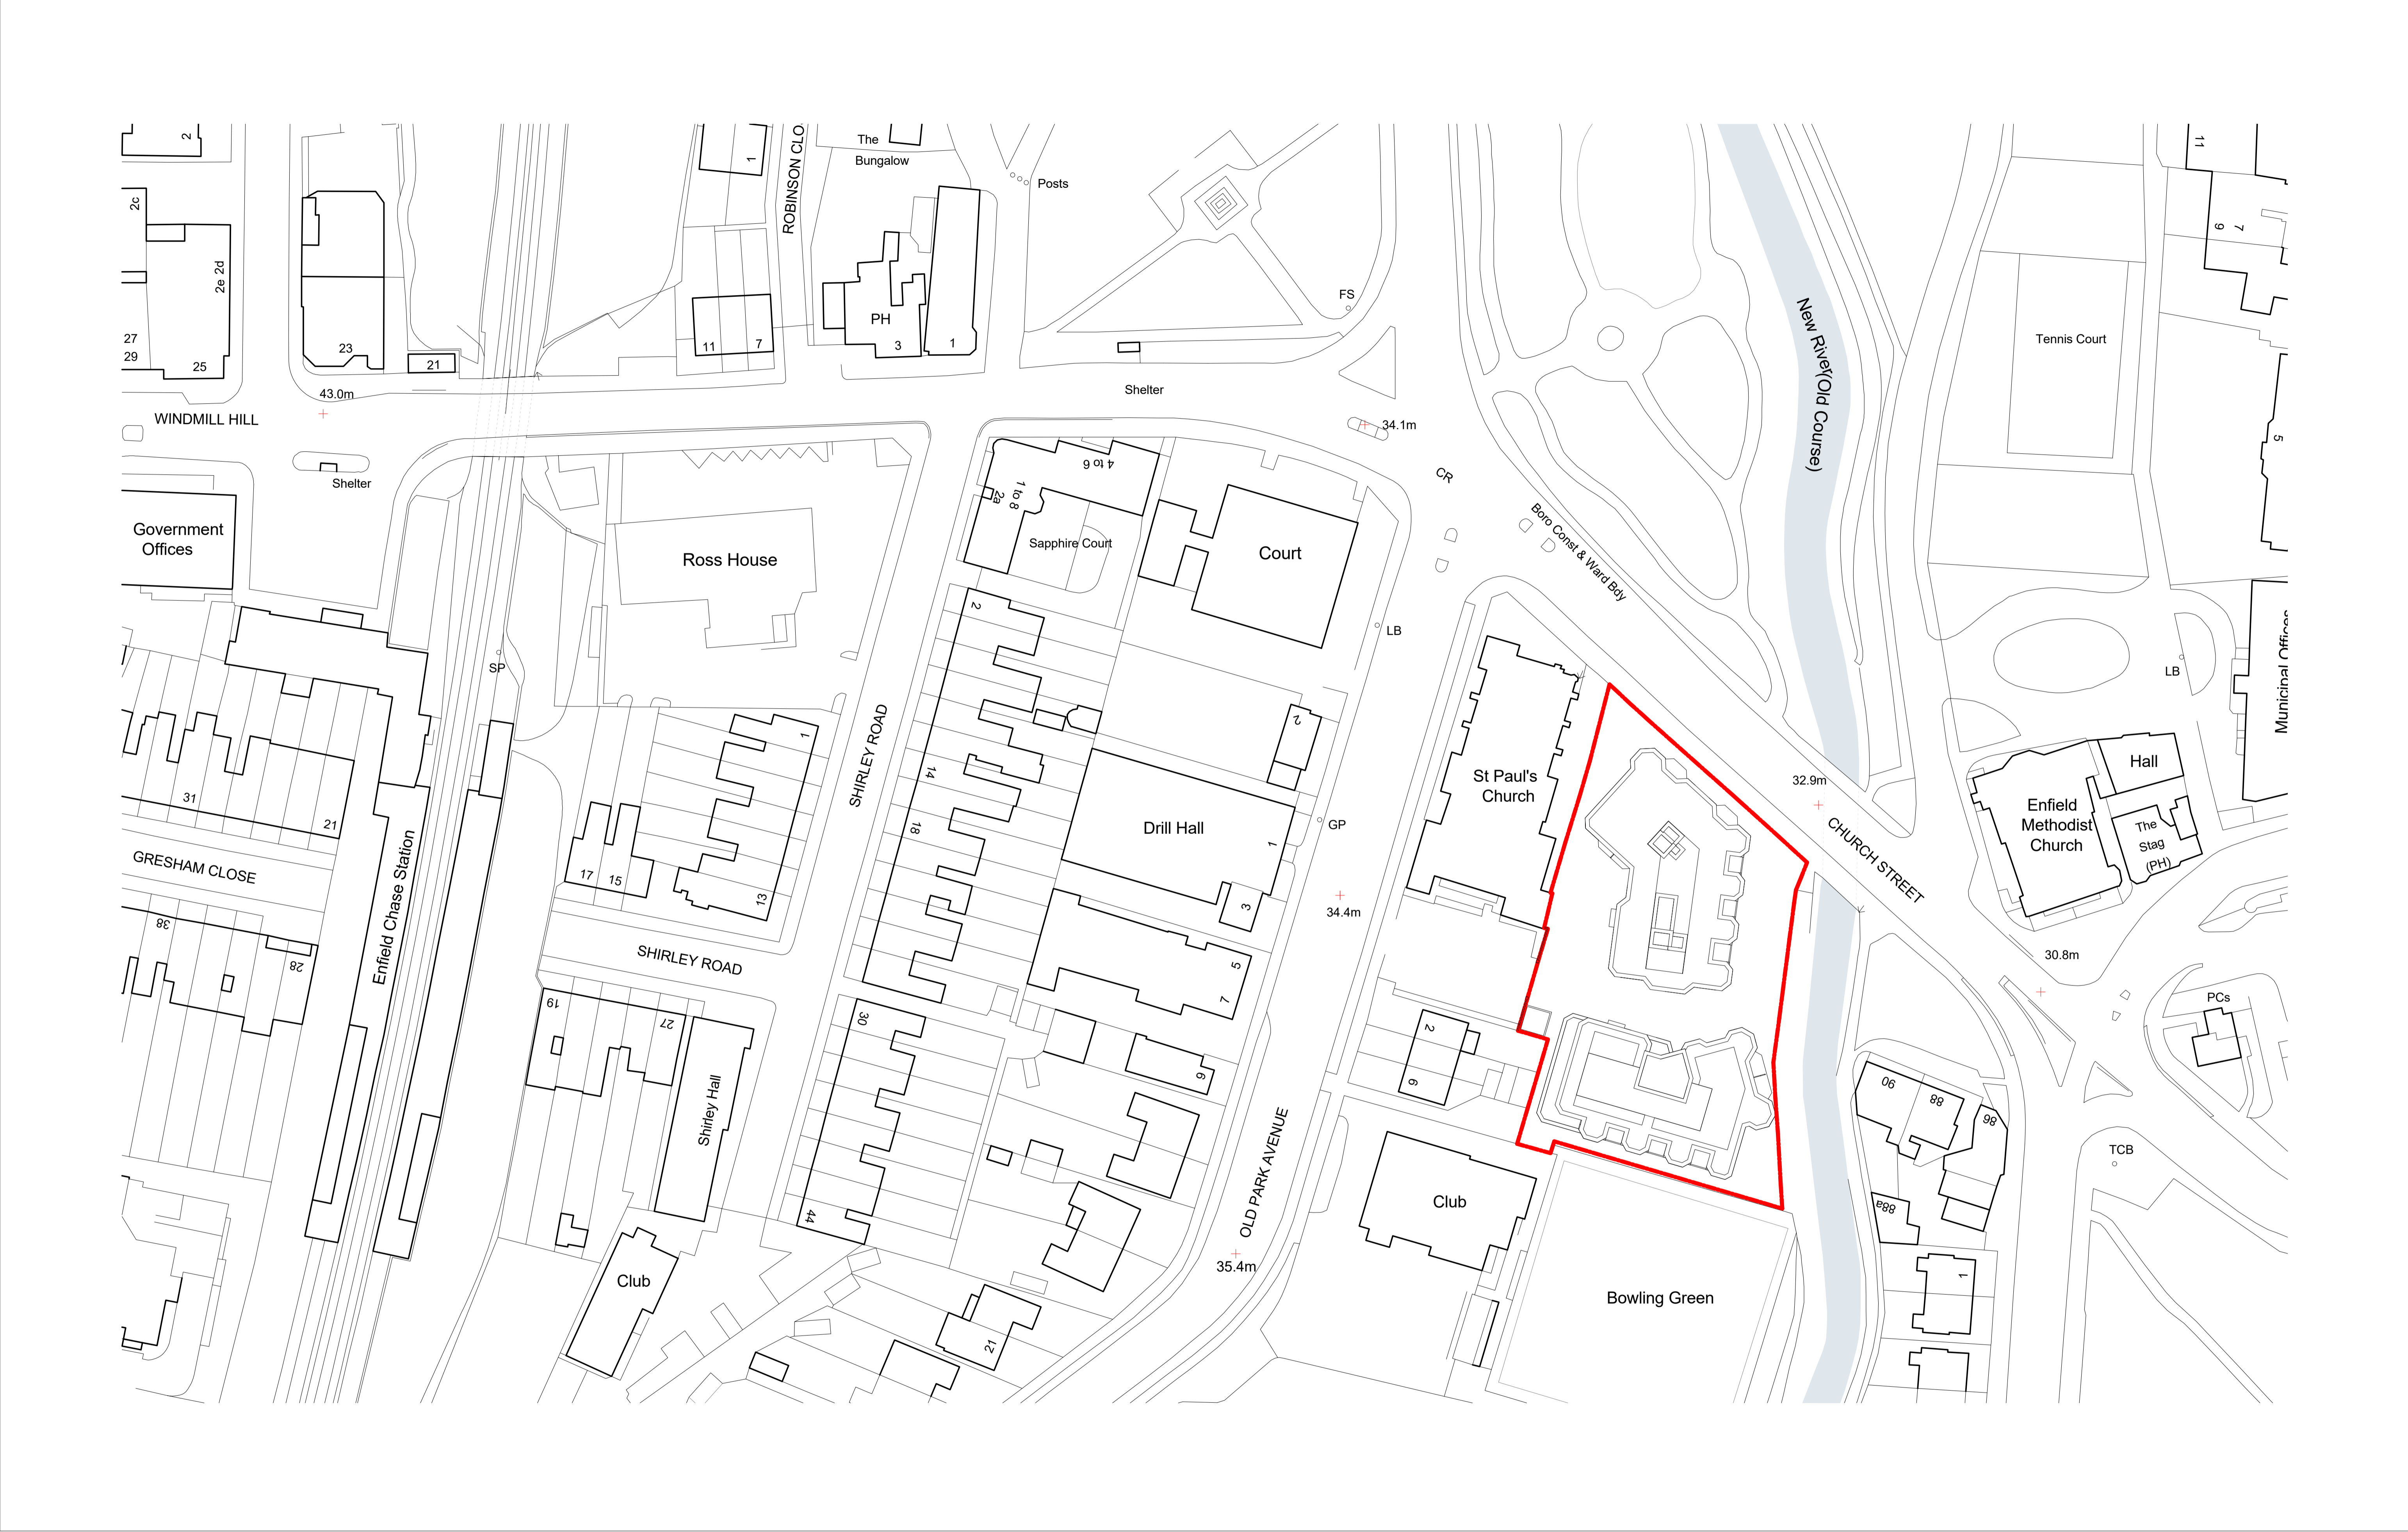 2
2c
2e 2d
27
29
25
23
21
43.0m
WINDMILL HILL
Shelter
Government
Offices
1
ROBINSON CLO
The
Bungalow
Posts
11
7
PH
3
1
FS
Shelter
34.1m
CR
Boro Const & Ward Bdy
New River
(Old Course)
Tennis Court
11
9
7
5
Ross House
SP
4 to 6
1 to 8
2a
Sapphire Court
Court
LB
2
2
St Paul's
Church
32.9m
CHURCH STREET
LB
Municipal Offices
Hall
Enfield
Methodist
Church
The
Stag
(PH)
30.8m
PCs
TCB
31
21
GRESHAM CLOSE
Enfield Chase Station
38
28
1
SHIRLEY ROAD
17
15
13
SHIRLEY ROAD
14
18
Drill Hall
1
3
GP
34.4m
5
7
9
19
27
Shirley Hall
30
44
2
6
OLD PARK AVENUE
35.4m
Club
Club
21
Bowling Green
90
88
86
88a
1